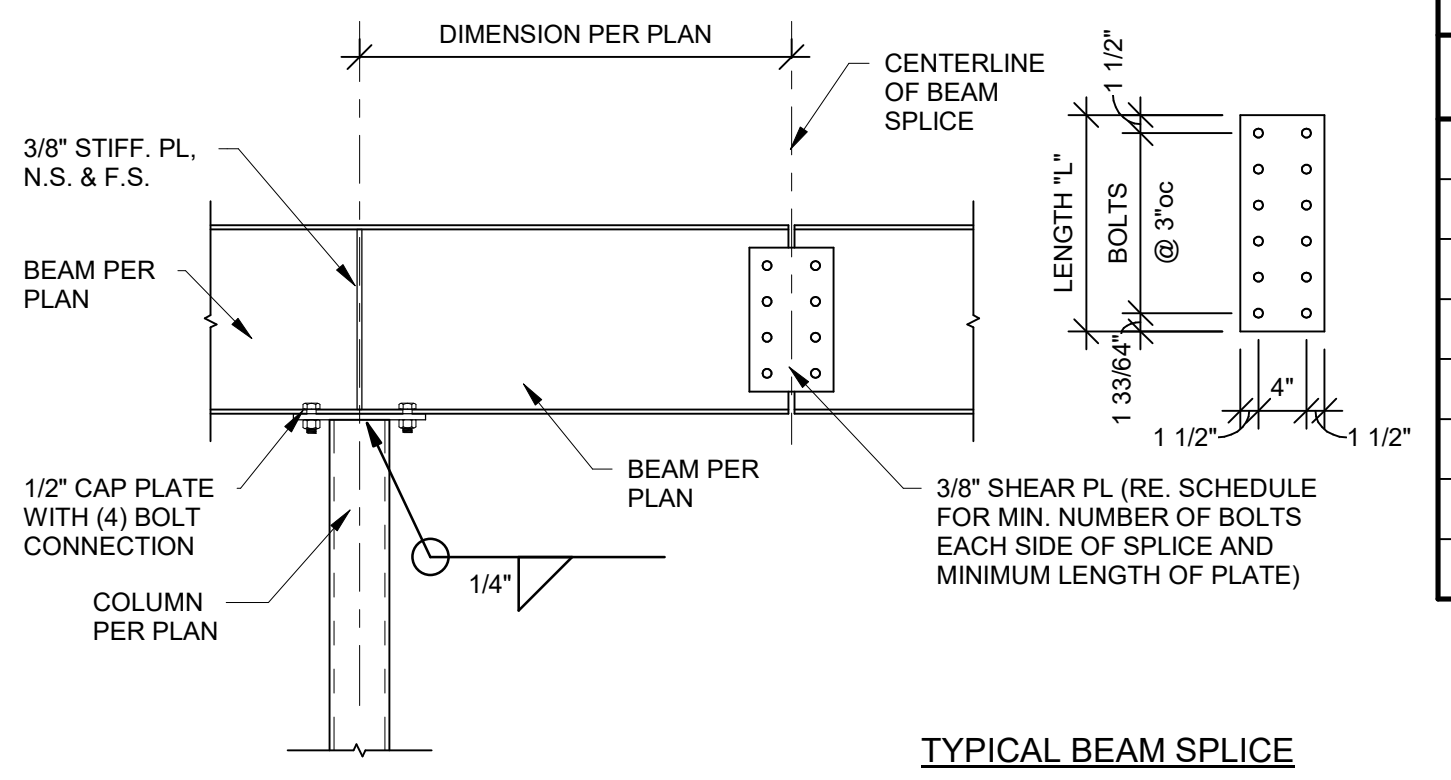 DIMENSION PER PLAN
CENTERLINE
OF BEAM
SPLICE
3/8" STIFF. PL,
N.S. & F.S.
BEAM PER
PLAN
1/2" CAP PLATE
WITH (4) BOLT
CONNECTION
COLUMN
PER PLAN
1/4"
BEAM PER
PLAN
3/8" SHEAR PL (RE. SCHEDULE
FOR MIN. NUMBER OF BOLTS
EACH SIDE OF SPLICE AND
MINIMUM LENGTH OF PLATE)
1 1/2"
LENGTH "L"
BOLTS
@ 3"oc
1 33/64"
4"
1 1/2"
1 1/2"
TYPICAL BEAM SPLICE